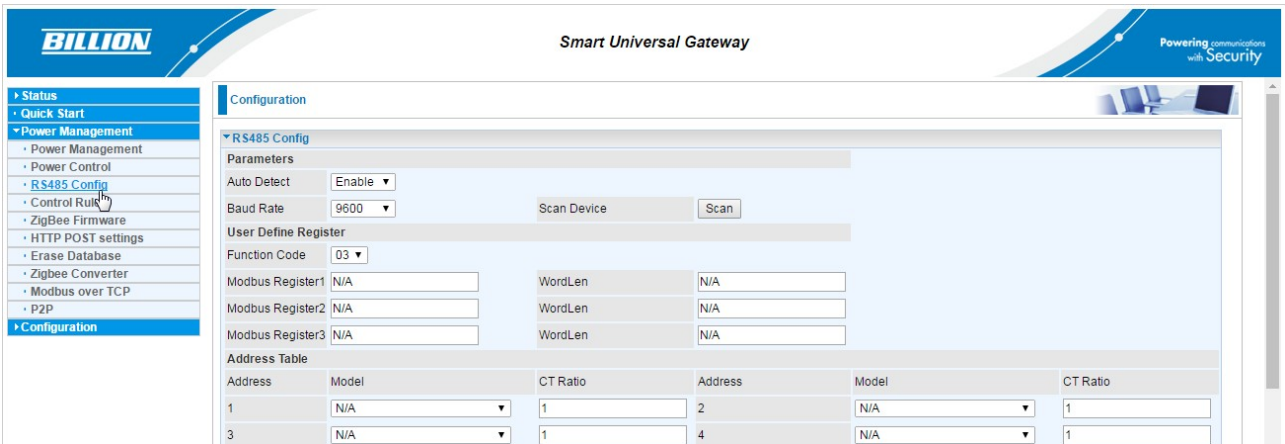 BILLION
Smart Universal Gateway
Powering communications
with Security
Status
Quick Start
Power Management
Power Management
Power Control
RS485 Config
Control Rul
ZigBee Firmware
HTTP POST settings
Erase Database
Zigbee Converter
Modbus over TCP
P2P
Configuration
Configuration
RS485 Config
Parameters
Auto Detect Enable
Baud Rate 9600 Scan Device Scan
User Define Register
Function Code 03
Modbus Register1 N/A WordLen N/A
Modbus Register2 N/A WordLen N/A
Modbus Register3 N/A WordLen N/A
Address Table
Address Model CT Ratio Address Model CT Ratio
1 N/A 1 2 N/A 1
3 N/A 1 4 N/A 1